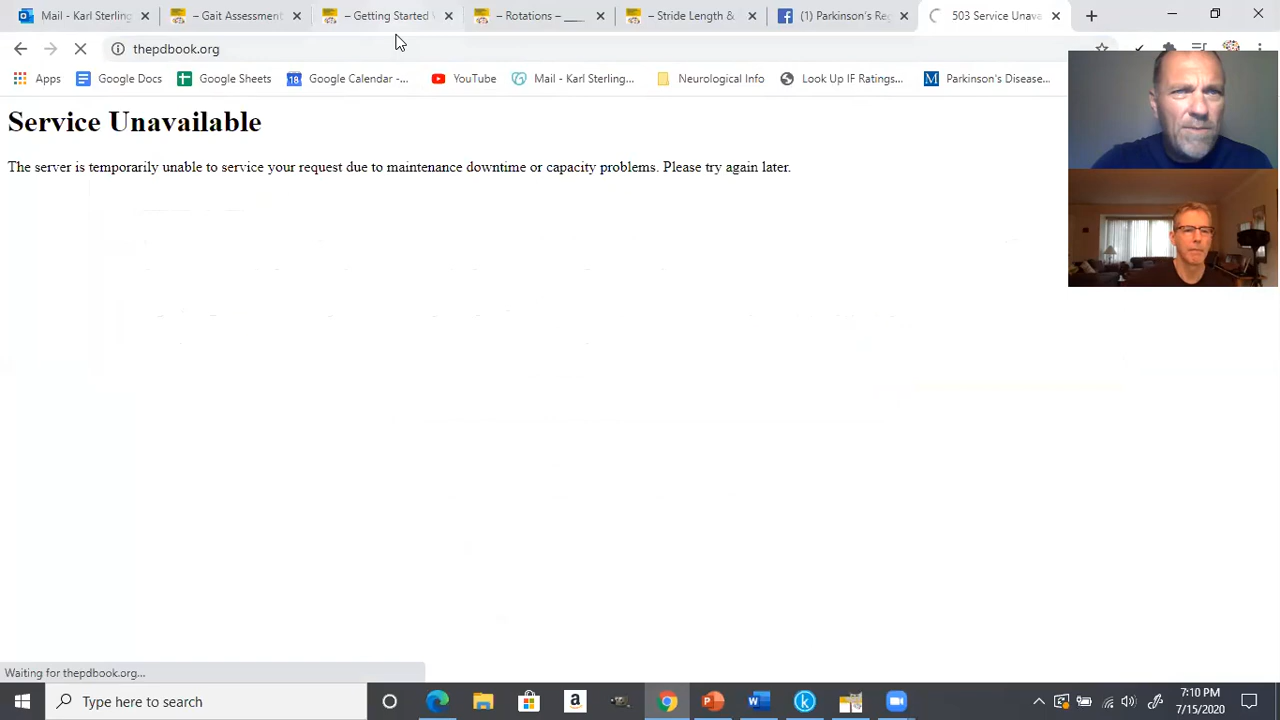 Mail - Karl Sterling
– Gait Assessment
– Getting Started
– Rotations –
– Stride Length &
(1) Parkinson's Re
503 Service Unava
thepdbook.org
Apps
Google Docs
Google Sheets
18
Google Calendar -...
YouTube
Mail - Karl Sterling...
Neurological Info
Look Up IF Ratings...
M
Parkinson's Disease...
Service Unavailable
The server is temporarily unable to service your request due to maintenance downtime or capacity problems. Please try again later.
Waiting for thepdbook.org...
Type here to search
7:10 PM
7/15/2020